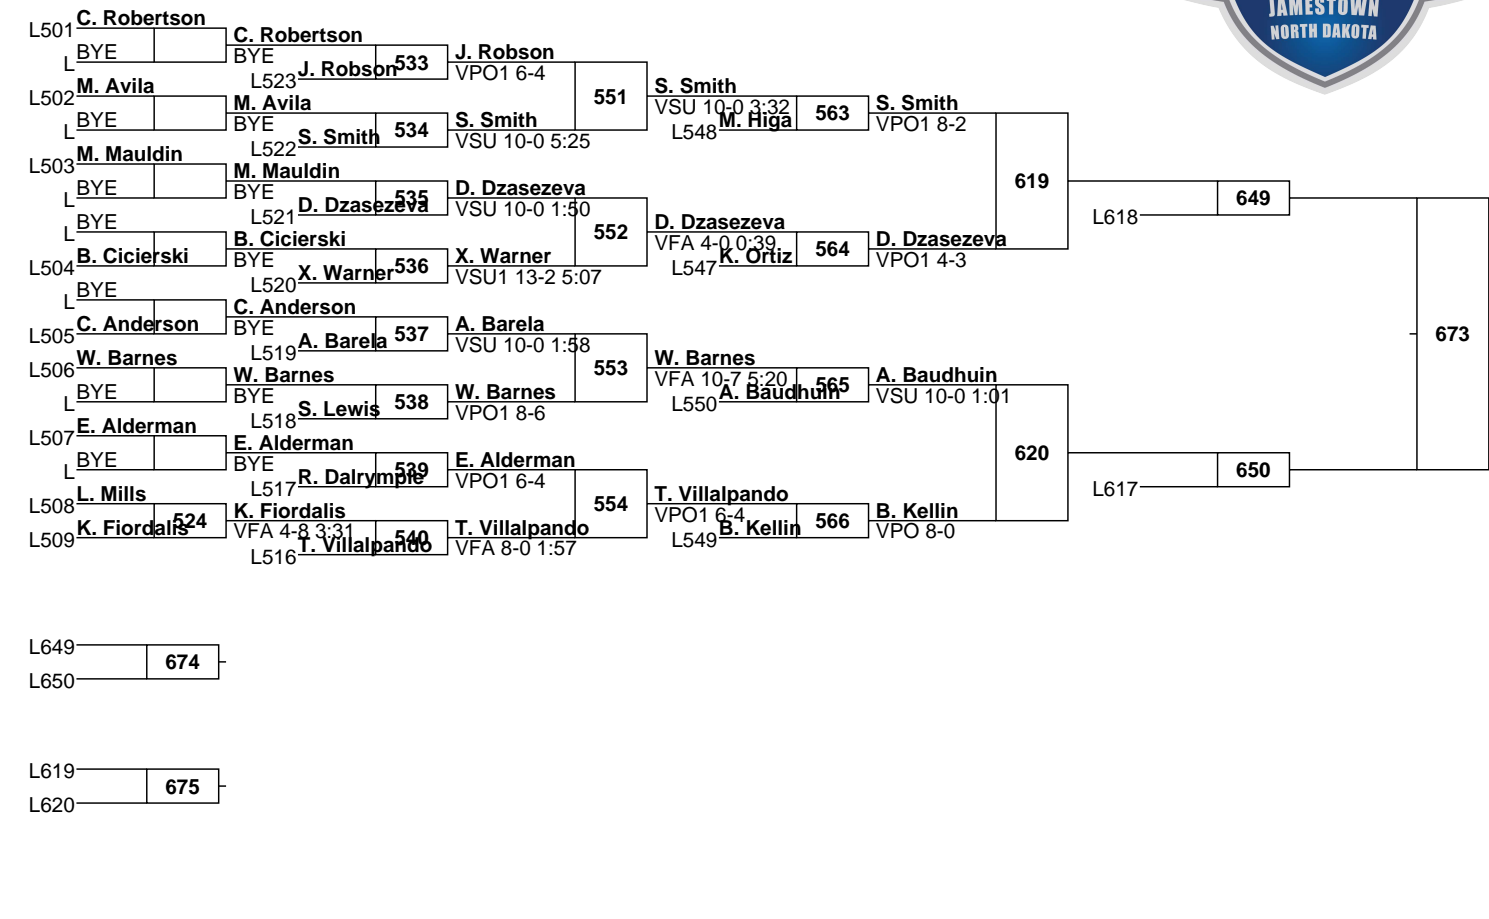 JAMESTOWN
NORTH DAKOTA
L501 C. Robertson
L BYE
L502 M. Avila
L BYE
L503 M. Mauldin
L BYE
L BYE
L504 B. Cicierski
L BYE
L505 C. Anderson
L506 W. Barnes
L BYE
L507 E. Alderman
L BYE
L508 L. Mills
524
L509 K. Fiordalis
C. Robertson
BYE
L523 J. Robson
533
M. Avila
BYE
L522 S. Smith
534
M. Mauldin
BYE
L521 D. Dzasezeva
535
B. Cicierski
BYE
L520 X. Warner
536
C. Anderson
BYE
L519 A. Barela
537
W. Barnes
BYE
L518 S. Lewis
538
E. Alderman
BYE
L517 R. Dalrymple
539
K. Fiordalis
VFA 4-8 3:31
L516 T. Villalpando
540
J. Robson
VPO1 6-4
551
S. Smith
VSU 10-0 5:25
D. Dzasezeva
VSU 10-0 1:50
552
X. Warner
VSU1 13-2 5:07
A. Barela
VSU 10-0 1:58
553
W. Barnes
VPO1 8-6
E. Alderman
VPO1 6-4
554
T. Villalpando
VFA 8-0 1:57
S. Smith
VSU 10-0 3:32
L548 M. Higa
563
D. Dzasezeva
VFA 4-0 0:39
L547 K. Ortiz
564
W. Barnes
VFA 10-7 5:20
L550 A. Baudhuin
565
T. Villalpando
VPO1 6-4
L549 B. Kellin
566
S. Smith
VPO1 8-2
619
D. Dzasezeva
VPO1 4-3
A. Baudhuin
VSU 10-0 1:01
620
B. Kellin
VPO 8-0
L618
649
L617
650
673
L649
674
L650
L619
675
L620